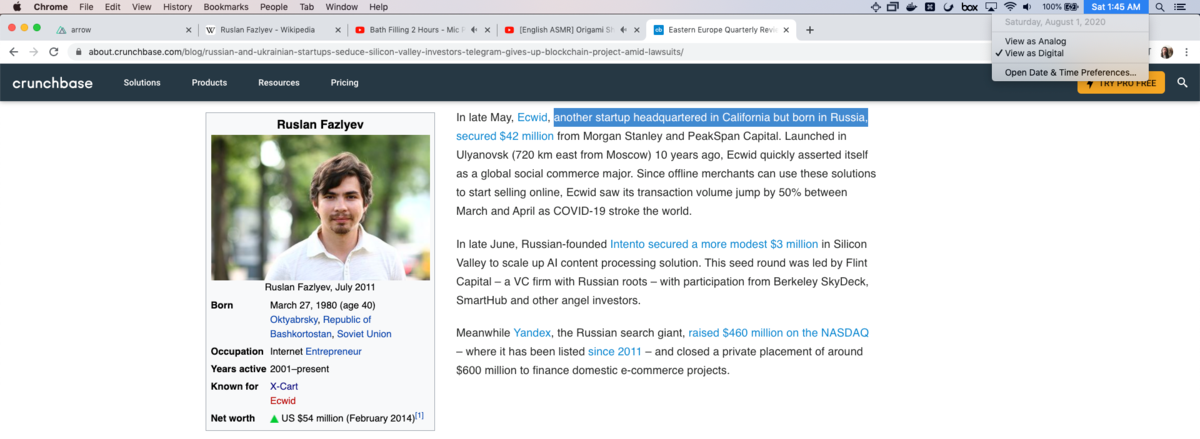 Chrome File Edit View History Bookmarks People Tab Window Help box 100% Sat 1:45 AM
Saturday, August 1, 2020
View as Analog
✓ View as Digital
Open Date & Time Preferences...
arrow × W Ruslan Fazlyev - Wikipedia × Bath Filling 2 Hours - Mic F × [English ASMR] Origami S × cb Eastern Europe Quarterly Revi ×
about.crunchbase.com/blog/russian-and-ukrainian-startups-seduce-silicon-valley-investors-telegram-gives-up-blockchain-project-amid-lawsuits/
crunchbase Solutions Products Resources Pricing TRY PRO FREE
Ruslan Fazlyev
Ruslan Fazlyev, July 2011
Born March 27, 1980 (age 40)
Oktyabrsky, Republic of
Bashkortostan, Soviet Union
Occupation Internet Entrepreneur
Years active 2001–present
Known for X-Cart
Ecwid
Net worth ▲ US $54 million (February 2014)[1]
In late May, Ecwid, another startup headquartered in California but born in Russia,
secured $42 million from Morgan Stanley and PeakSpan Capital. Launched in
Ulyanovsk (720 km east from Moscow) 10 years ago, Ecwid quickly asserted itself
as a global social commerce major. Since offline merchants can use these solutions
to start selling online, Ecwid saw its transaction volume jump by 50% between
March and April as COVID-19 stroke the world.
In late June, Russian-founded Intento secured a more modest $3 million in Silicon
Valley to scale up AI content processing solution. This seed round was led by Flint
Capital – a VC firm with Russian roots – with participation from Berkeley SkyDeck,
SmartHub and other angel investors.
Meanwhile Yandex, the Russian search giant, raised $460 million on the NASDAQ
– where it has been listed since 2011 – and closed a private placement of around
$600 million to finance domestic e-commerce projects.